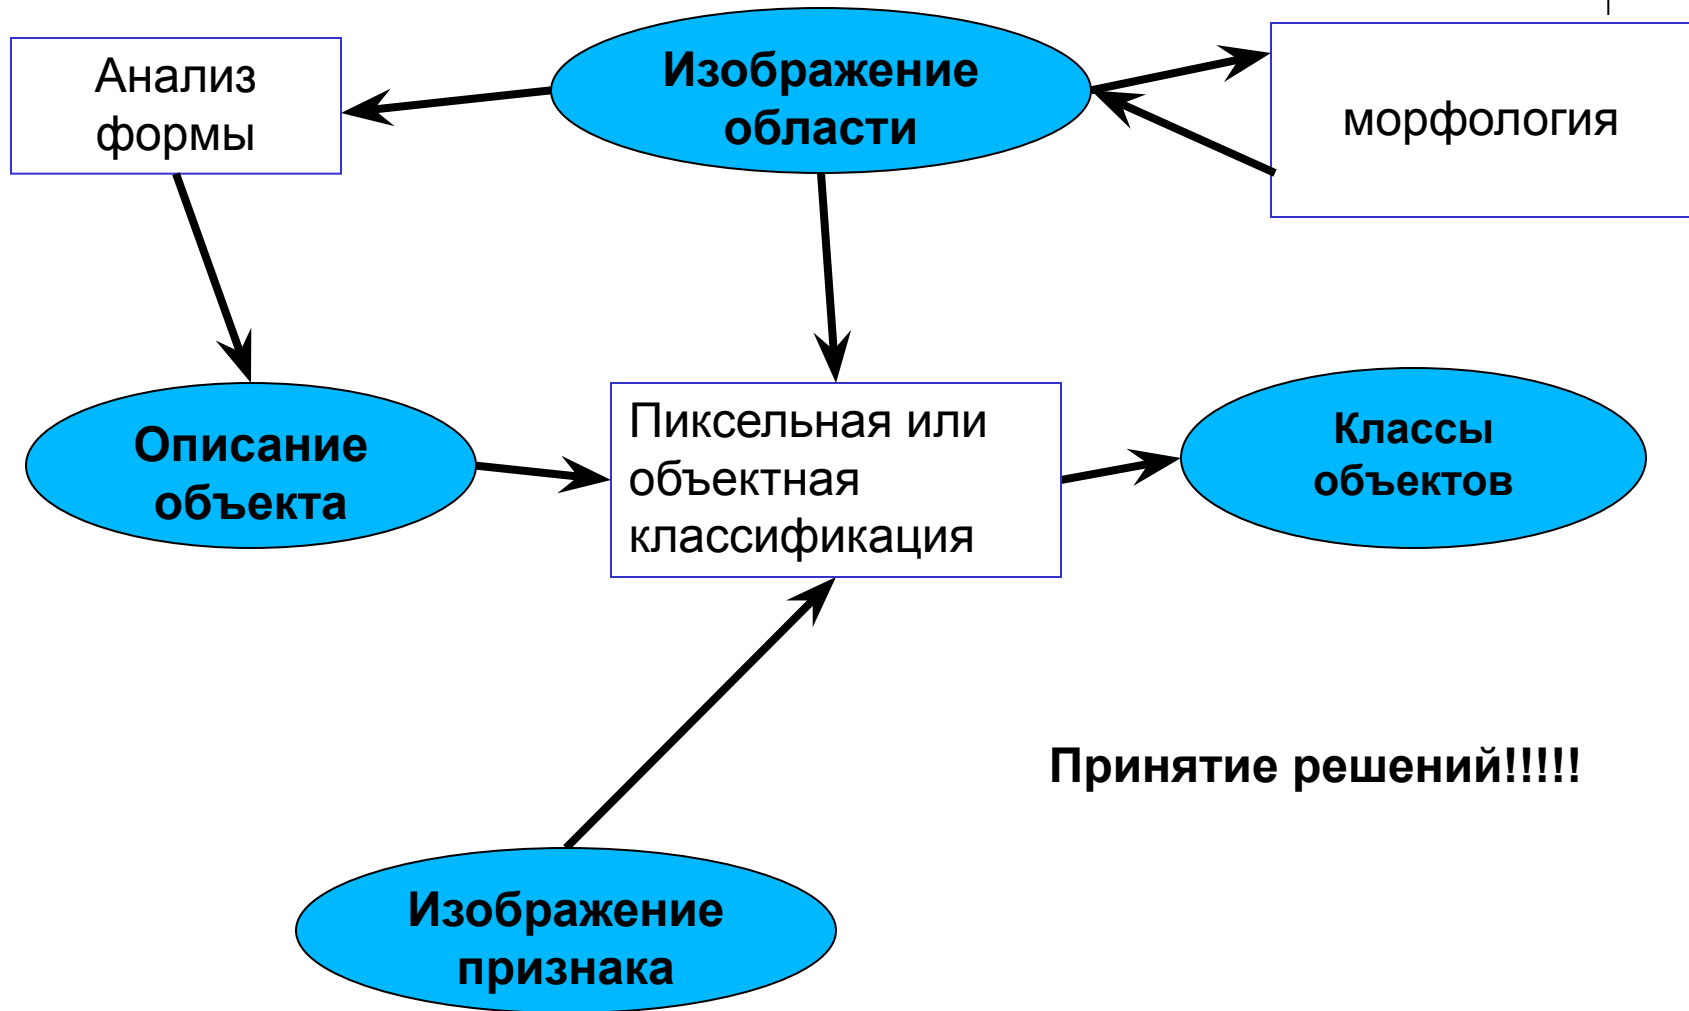 Анализ
формы
Изображение
области
морфология
Описание
объекта
Пиксельная или
объектная
классификация
Классы
объектов
Принятие решений!!!!!
Изображение
признака